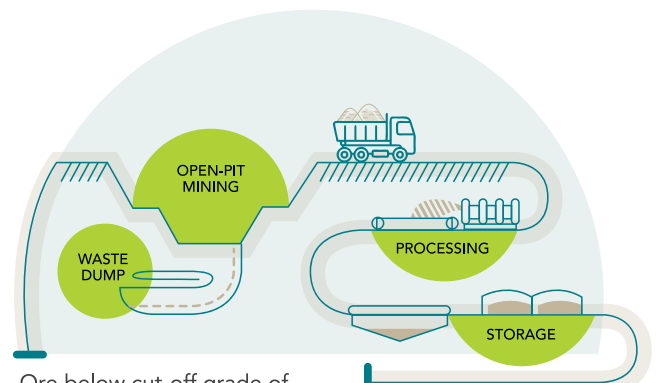 OPEN-PIT
MINING
WASTE
DUMP
PROCESSING
STORAGE
Ore below cut-off grade of